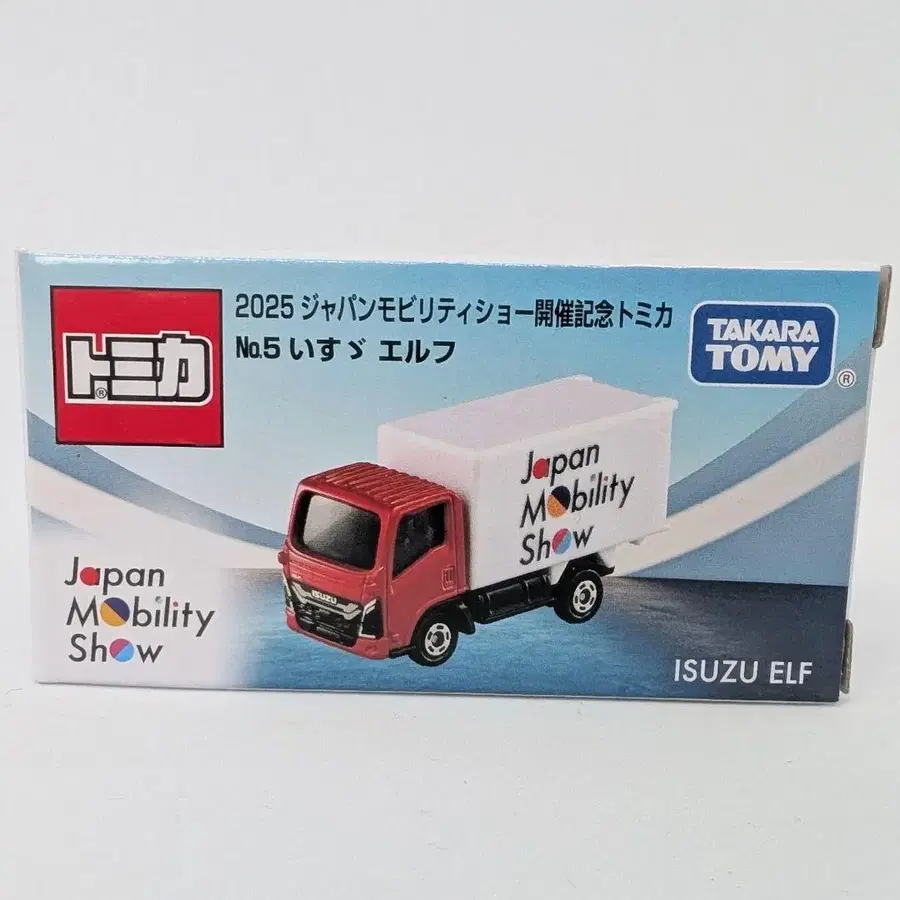 トミカ
®
2025 ジャパンモビリティショー開催記念トミカ
No.5 いすゞ エルフ
TAKARA
TOMY
®
Japan
Mobility
Show
ISUZU
Japan
Mobility
Show
ISUZU ELF